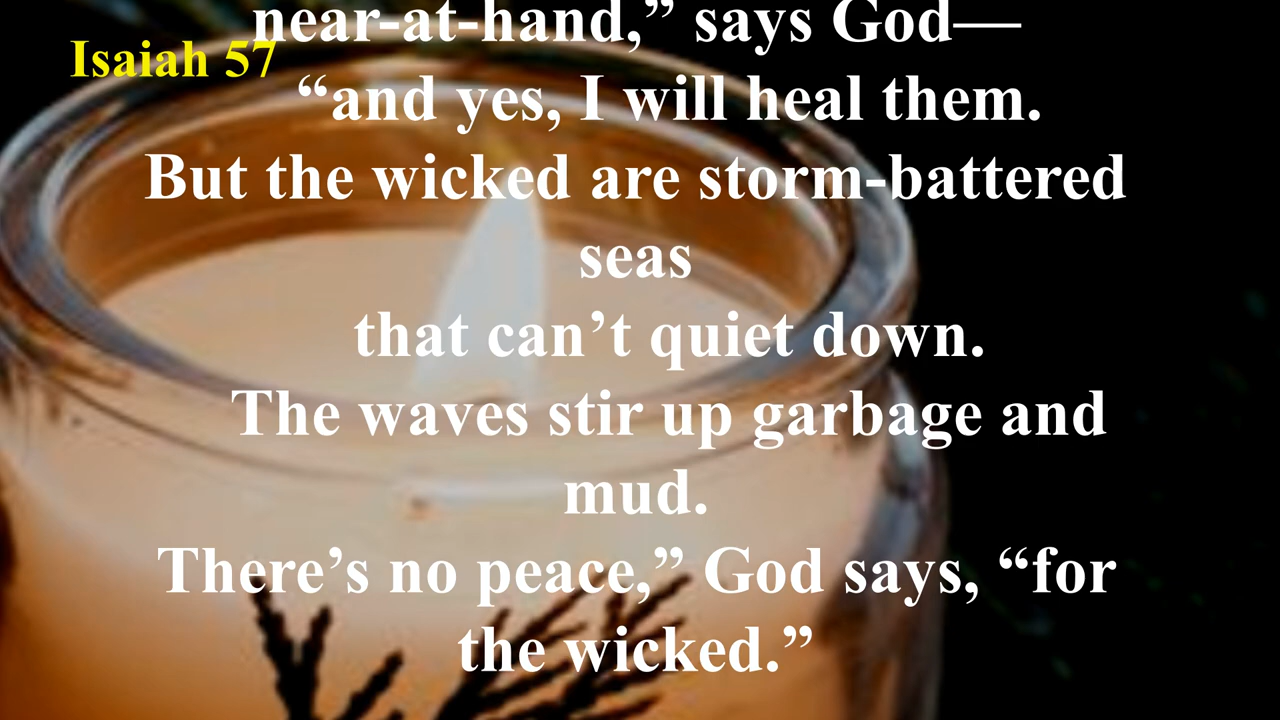 near-at-hand,” says God—
Isaiah 57
“and yes, I will heal them.
But the wicked are storm-battered
seas
that can’t quiet down.
The waves stir up garbage and
mud.
There’s no peace,” God says, “for
the wicked.”